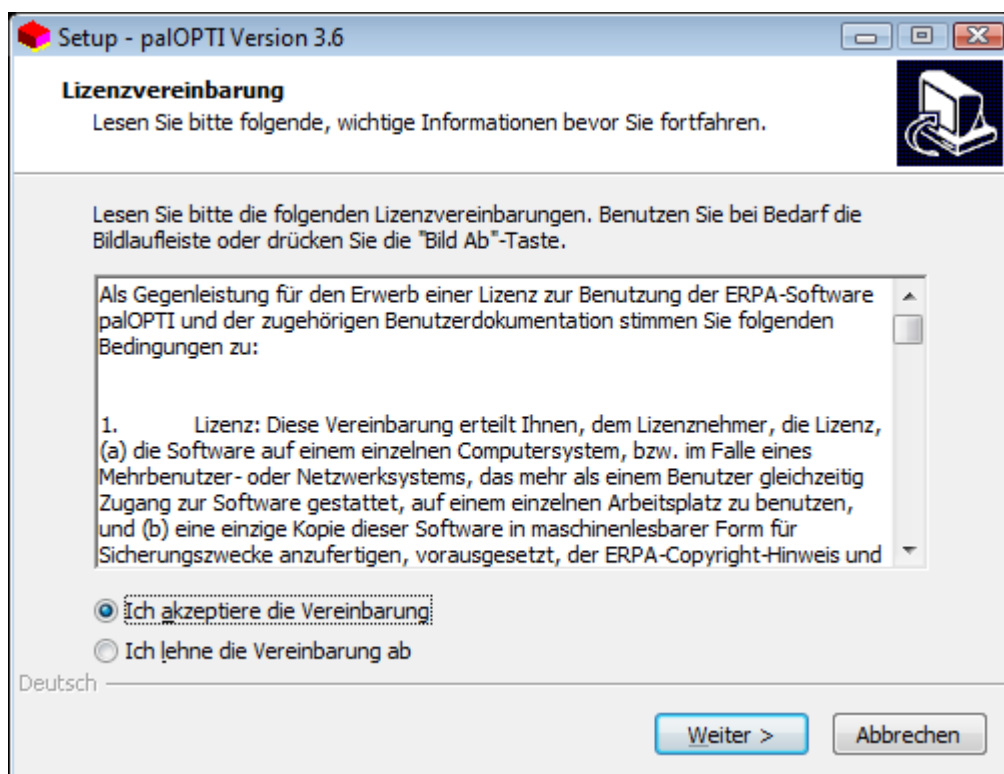 Setup - palOPTI Version 3.6
Lizenzvereinbarung
Lesen Sie bitte folgende, wichtige Informationen bevor Sie fortfahren.
Lesen Sie bitte die folgenden Lizenzvereinbarungen. Benutzen Sie bei Bedarf die
Bildlaufleiste oder drücken Sie die "Bild Ab"-Taste.
Als Gegenleistung für den Erwerb einer Lizenz zur Benutzung der ERPA-Software
palOPTI und der zugehörigen Benutzerdokumentation stimmen Sie folgenden
Bedingungen zu:
1. Lizenz: Diese Vereinbarung erteilt Ihnen, dem Lizenznehmer, die Lizenz,
(a) die Software auf einem einzelnen Computersystem, bzw. im Falle eines
Mehrbenutzer- oder Netzwerksystems, das mehr als einem Benutzer gleichzeitig
Zugang zur Software gestattet, auf einem einzelnen Arbeitsplatz zu benutzen,
und (b) eine einzige Kopie dieser Software in maschinenlesbarer Form für
Sicherungszwecke anzufertigen, vorausgesetzt, der ERPA-Copyright-Hinweis und
Ich akzeptiere die Vereinbarung
Ich lehne die Vereinbarung ab
Deutsch
Weiter >
Abbrechen